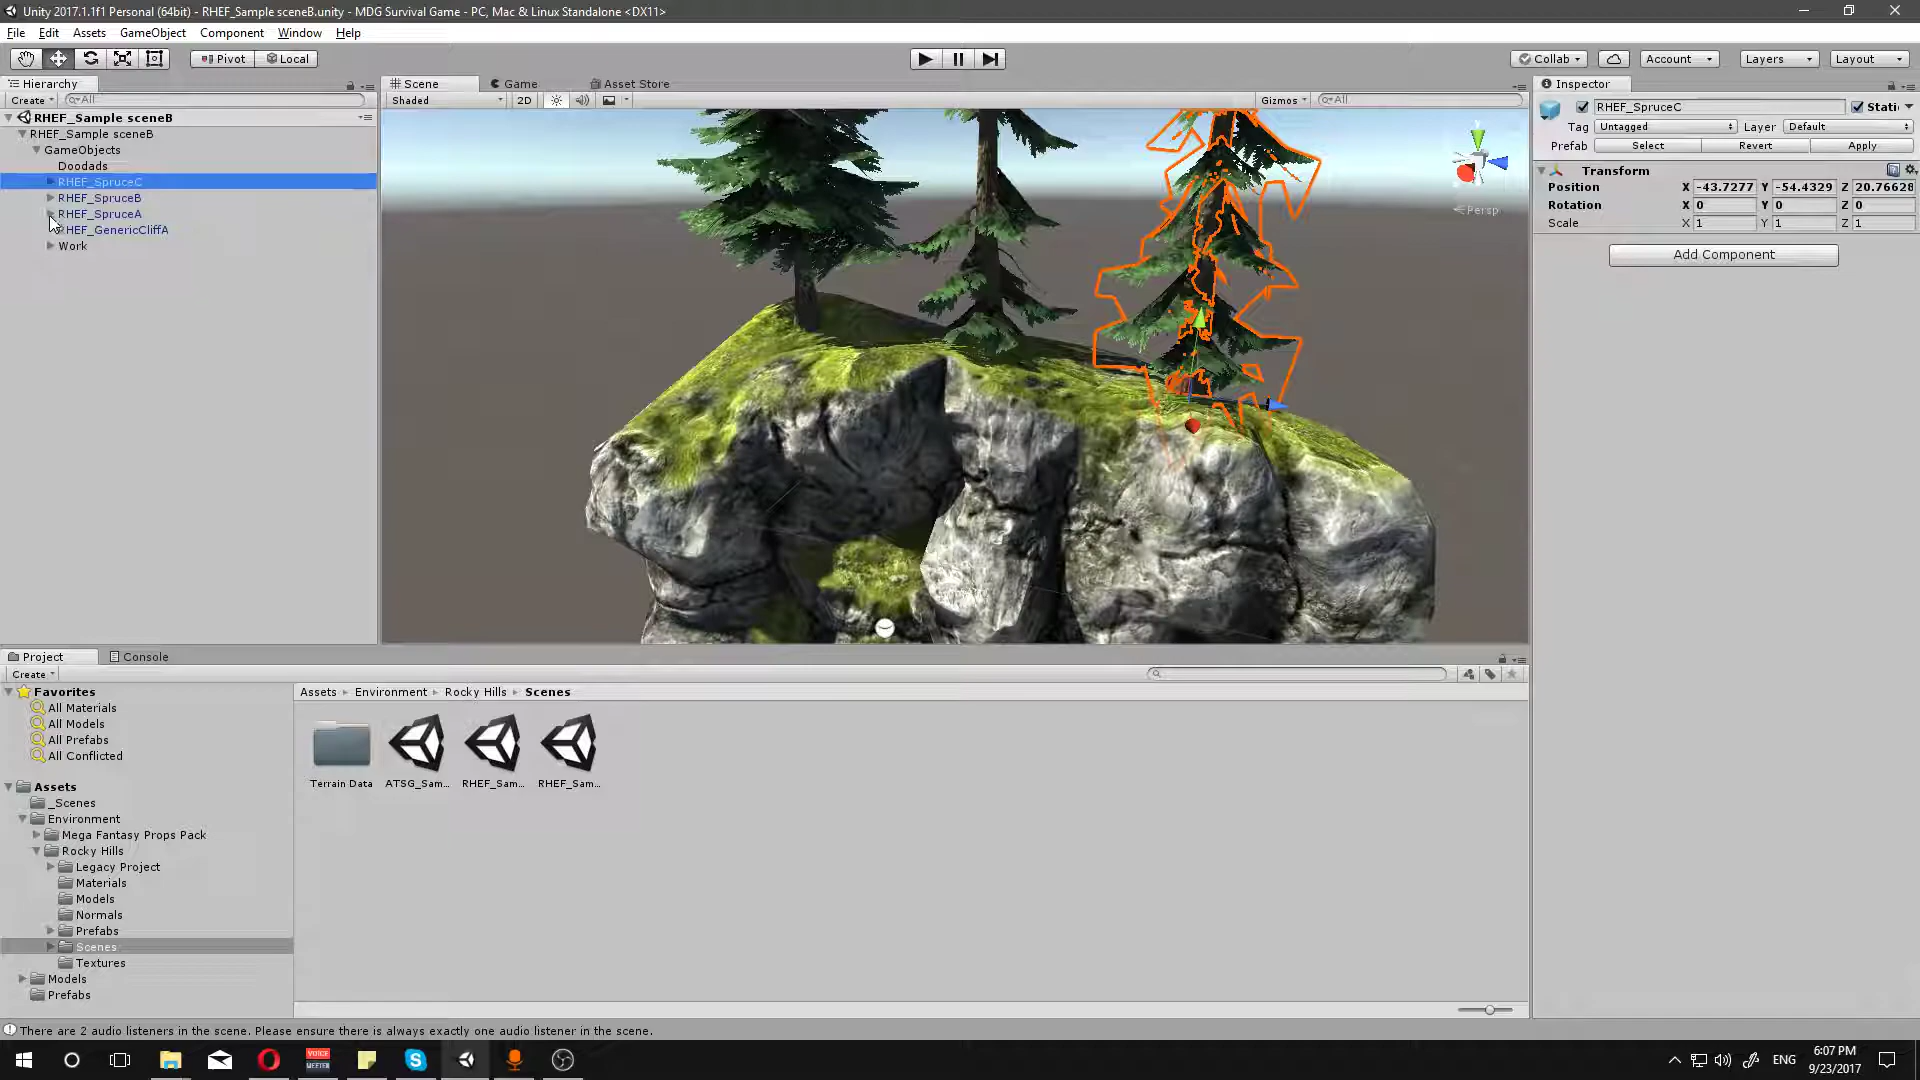 Unity 2017.1.1f1 Personal (64bit) - RHEF_Sample sceneB.unity - MDG Survival Game - PC, Mac & Linux Standalone <DX11>
File Edit Assets GameObject Component Window Help
Pivot Local Collab Account Layers Layout
Hierarchy
Create All
RHEF_Sample sceneB
RHEF_Sample sceneB
GameObjects
Doodads
RHEF_SpruceC
RHEF_SpruceB
RHEF_SpruceA
HEF_GenericCliffA
Work
Scene Game Asset Store
Shaded 2D Gizmos All
Persp
Inspector
RHEF_SpruceC Stati
Tag Untagged Layer Default
Prefab Select Revert Apply
Transform
Position X -43.7277 Y -54.4329 Z 20.76628
Rotation X 0 Y 0 Z 0
Scale X 1 Y 1 Z 1
Add Component
Project Console
Create
Favorites
All Materials
All Models
All Prefabs
All Conflicted
Assets
_Scenes
Environment
Mega Fantasy Props Pack
Rocky Hills
Legacy Project
Materials
Models
Normals
Prefabs
Scenes
Textures
Models
Prefabs
Assets Environment Rocky Hills Scenes
Terrain Data ATSG_Sam... RHEF_Sam... RHEF_Sam...
There are 2 audio listeners in the scene. Please ensure there is always exactly one audio listener in the scene.
VOICE
MEETER
ENG
6:07 PM
9/23/2017